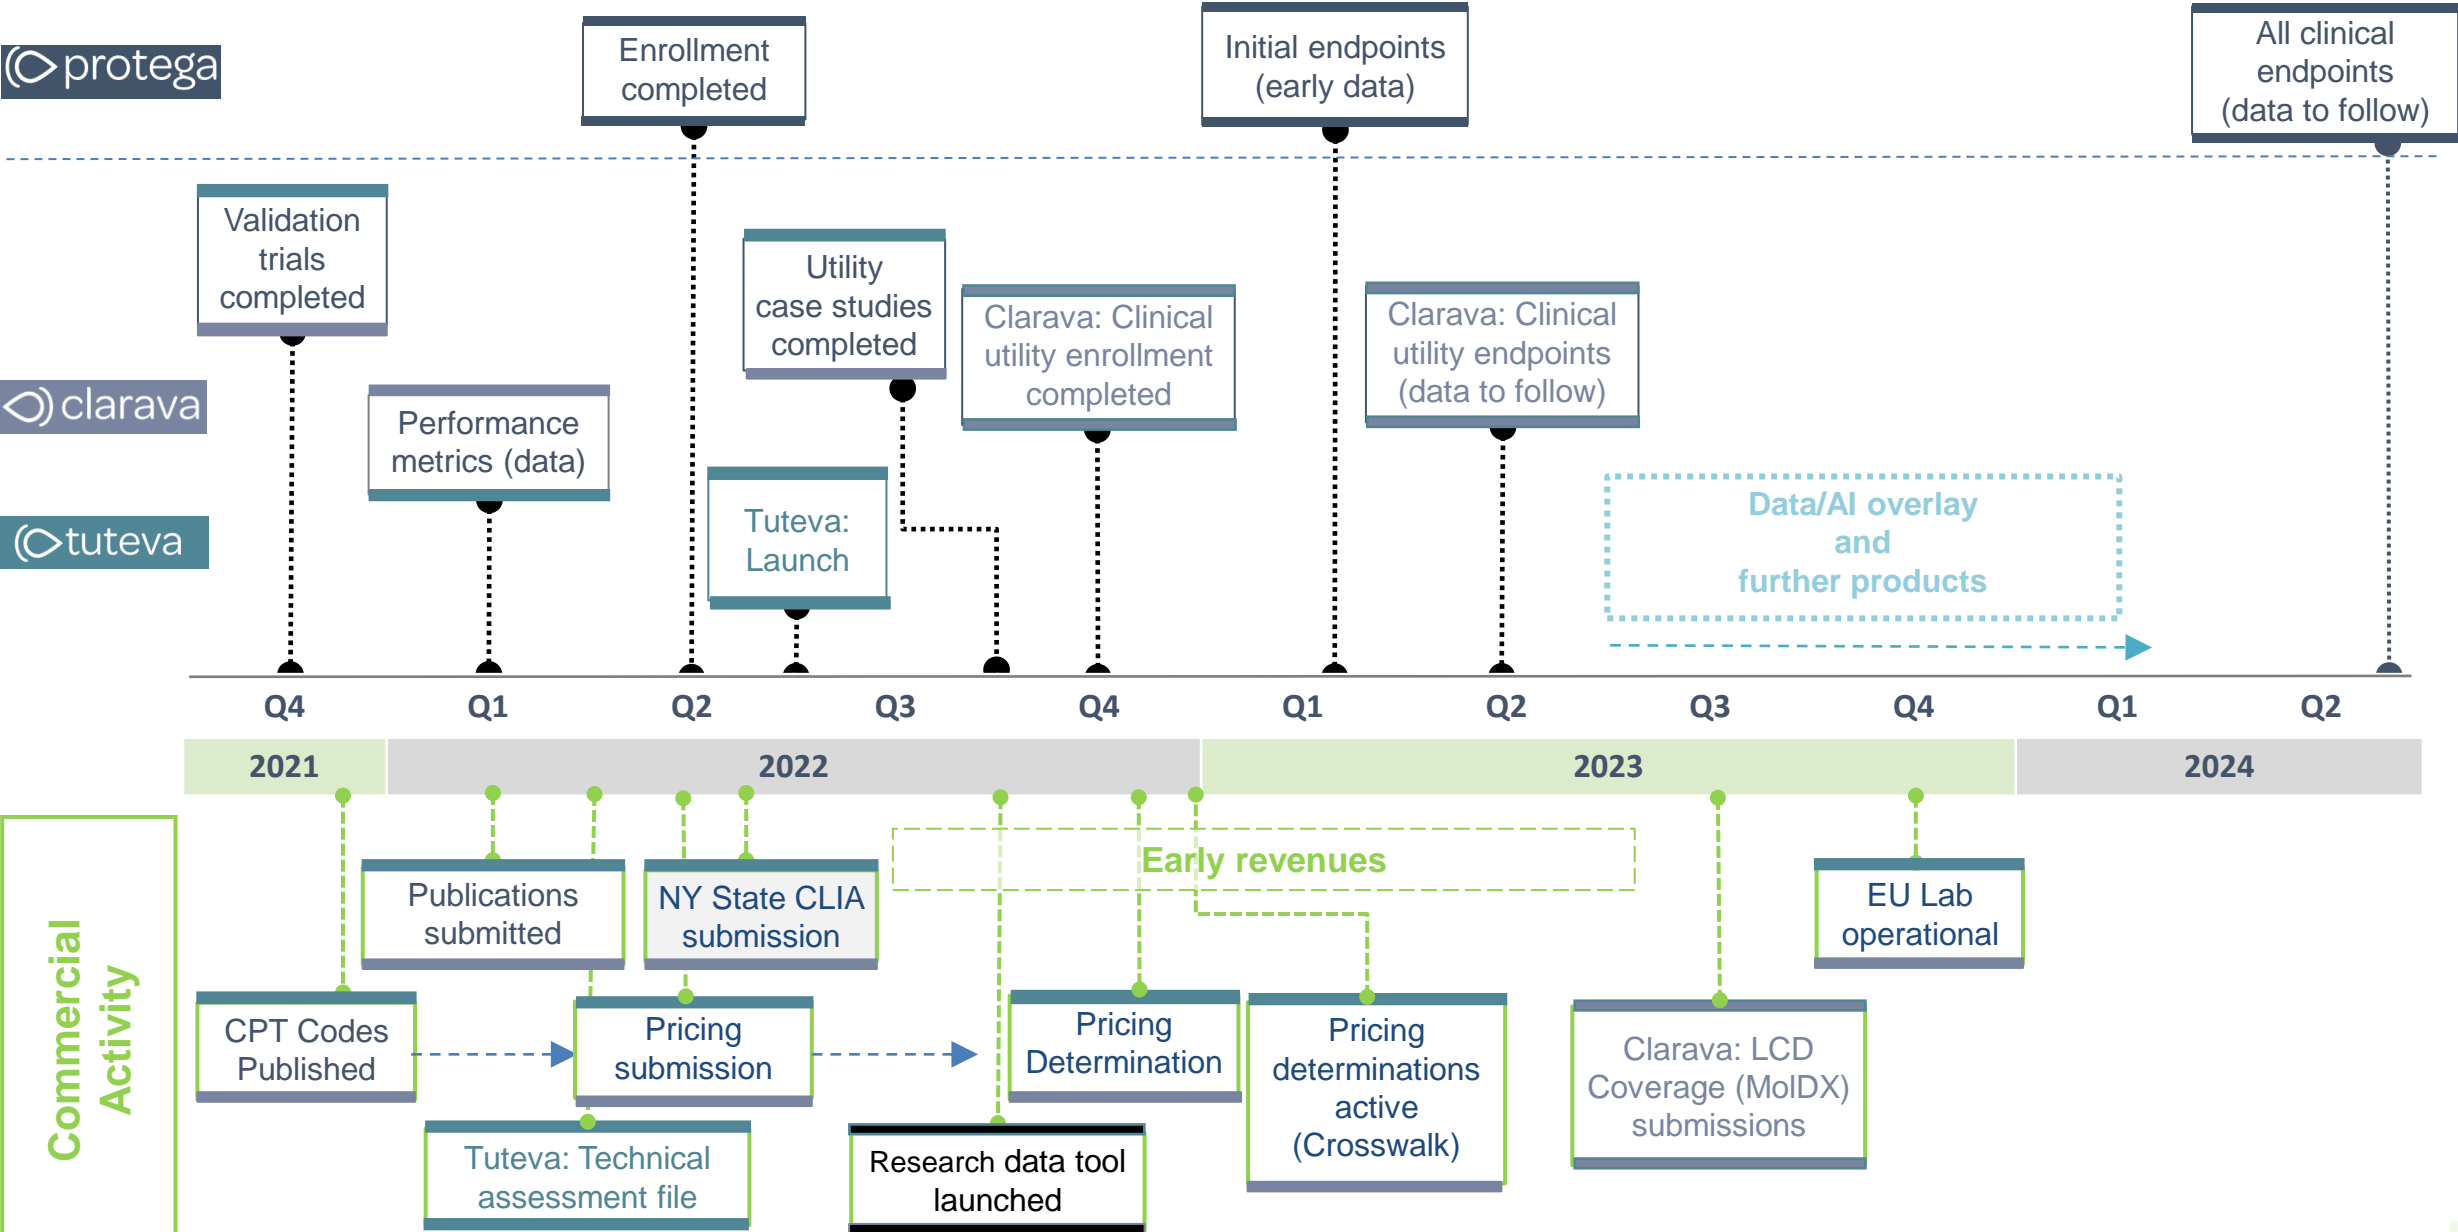 protega
Enrollment
completed
Initial endpoints
(early data)
All clinical
endpoints
(data to follow)
Validation
trials
completed
Utility
case studies
completed
Clarava: Clinical
utility enrollment
completed
Clarava: Clinical
utility endpoints
(data to follow)
clarava
Performance
metrics (data)
tuteva
Tuteva:
Launch
Data/AI overlay
and
further products
Q4 Q1 Q2 Q3 Q4 Q1 Q2 Q3 Q4 Q1 Q2
2021 2022 2023 2024
Commercial
Activity
Early revenues
Publications
submitted
NY State CLIA
submission
EU Lab
operational
CPT Codes
Published
Pricing
submission
Pricing
Determination
Pricing
determinations
active
(Crosswalk)
Clarava: LCD
Coverage (MolDX)
submissions
Tuteva: Technical
assessment file
Research data tool
launched